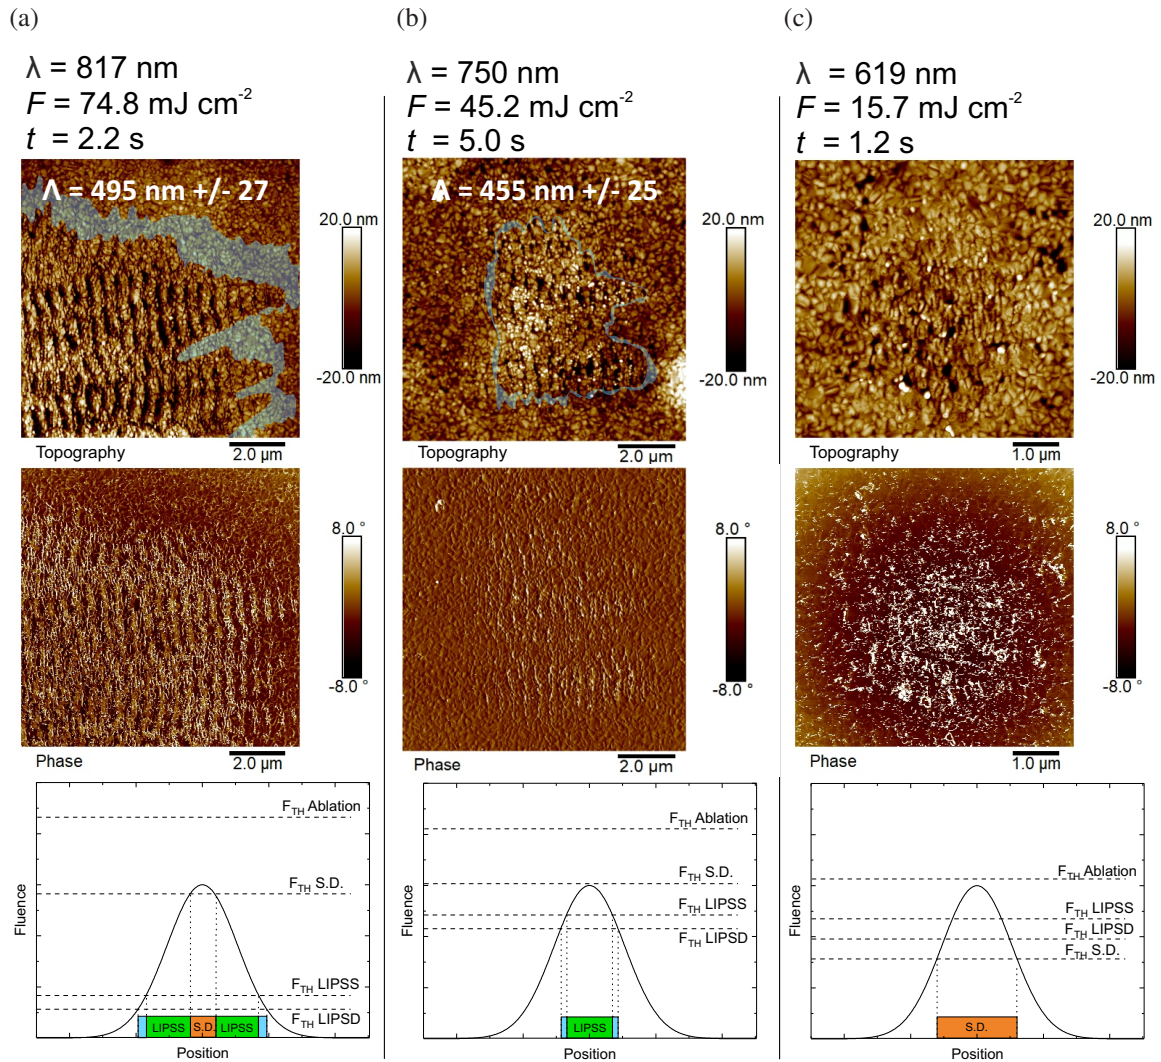 (a)
λ = 817 nm
F = 74.8 mJ cm-2
t = 2.2 s
Λ = 495 nm +/- 27
20.0 nm
-20.0 nm
Topography
2.0 µm
8.0 °
-8.0 °
Phase
2.0 µm
FTH Ablation
FTH S.D.
FTH LIPSS
FTH LIPSD
LIPSS
S.D.
LIPSS
Fluence
Position
(b)
λ = 750 nm
F = 45.2 mJ cm-2
t = 5.0 s
Λ = 455 nm +/- 25
20.0 nm
-20.0 nm
Topography
2.0 µm
8.0 °
-8.0 °
Phase
2.0 µm
FTH Ablation
FTH S.D.
FTH LIPSS
FTH LIPSD
LIPSS
Fluence
Position
(c)
λ = 619 nm
F = 15.7 mJ cm-2
t = 1.2 s
20.0 nm
-20.0 nm
Topography
1.0 µm
8.0 °
-8.0 °
Phase
1.0 µm
FTH Ablation
FTH LIPSS
FTH LIPSD
FTH S.D.
S.D.
Fluence
Position